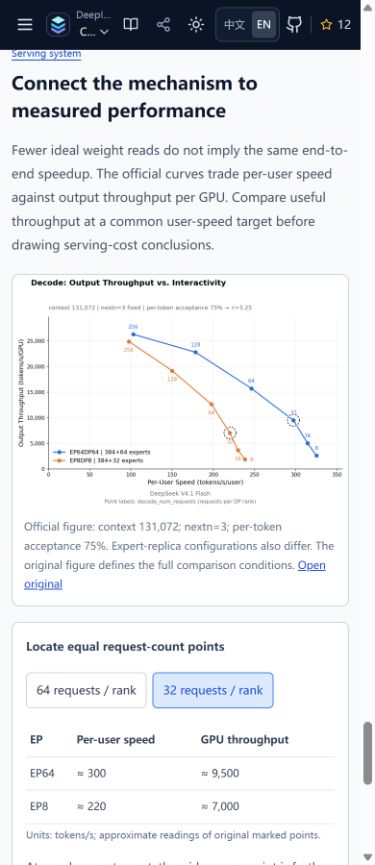 Deepl...
C...
中文
EN
12
Serving system
Connect the mechanism to
measured performance
Fewer ideal weight reads do not imply the same end-to-
end speedup. The official curves trade per-user speed
against output throughput per GPU. Compare useful
throughput at a common user-speed target before
drawing serving-cost conclusions.
Decode: Output Throughput vs. Interactivity
context 131,072 | nextn=3 fixed | per-token acceptance 75% → τ=3.25
Output Throughput (tokens/s/GPU)
25,000
20,000
15,000
10,000
5,000
0
256
128
64
32
16
8
256
128
64
16
8
EP64DP64 | 384+64 experts
EP8DP8 | 384+32 experts
0 50 100 150 200 250 300 350
Per-User Speed (tokens/s/user)
DeepSeek V4.1 Flash
Point labels: decode_num_requests (requests per DP rank)
Official figure: context 131,072; nextn=3; per-token
acceptance 75%. Expert-replica configurations also differ. The
original figure defines the full comparison conditions. Open
original
Locate equal request-count points
64 requests / rank
32 requests / rank
EP Per-user speed GPU throughput
EP64 ≈ 300 ≈ 9,500
EP8 ≈ 220 ≈ 7,000
Units: tokens/s; approximate readings of original marked points.